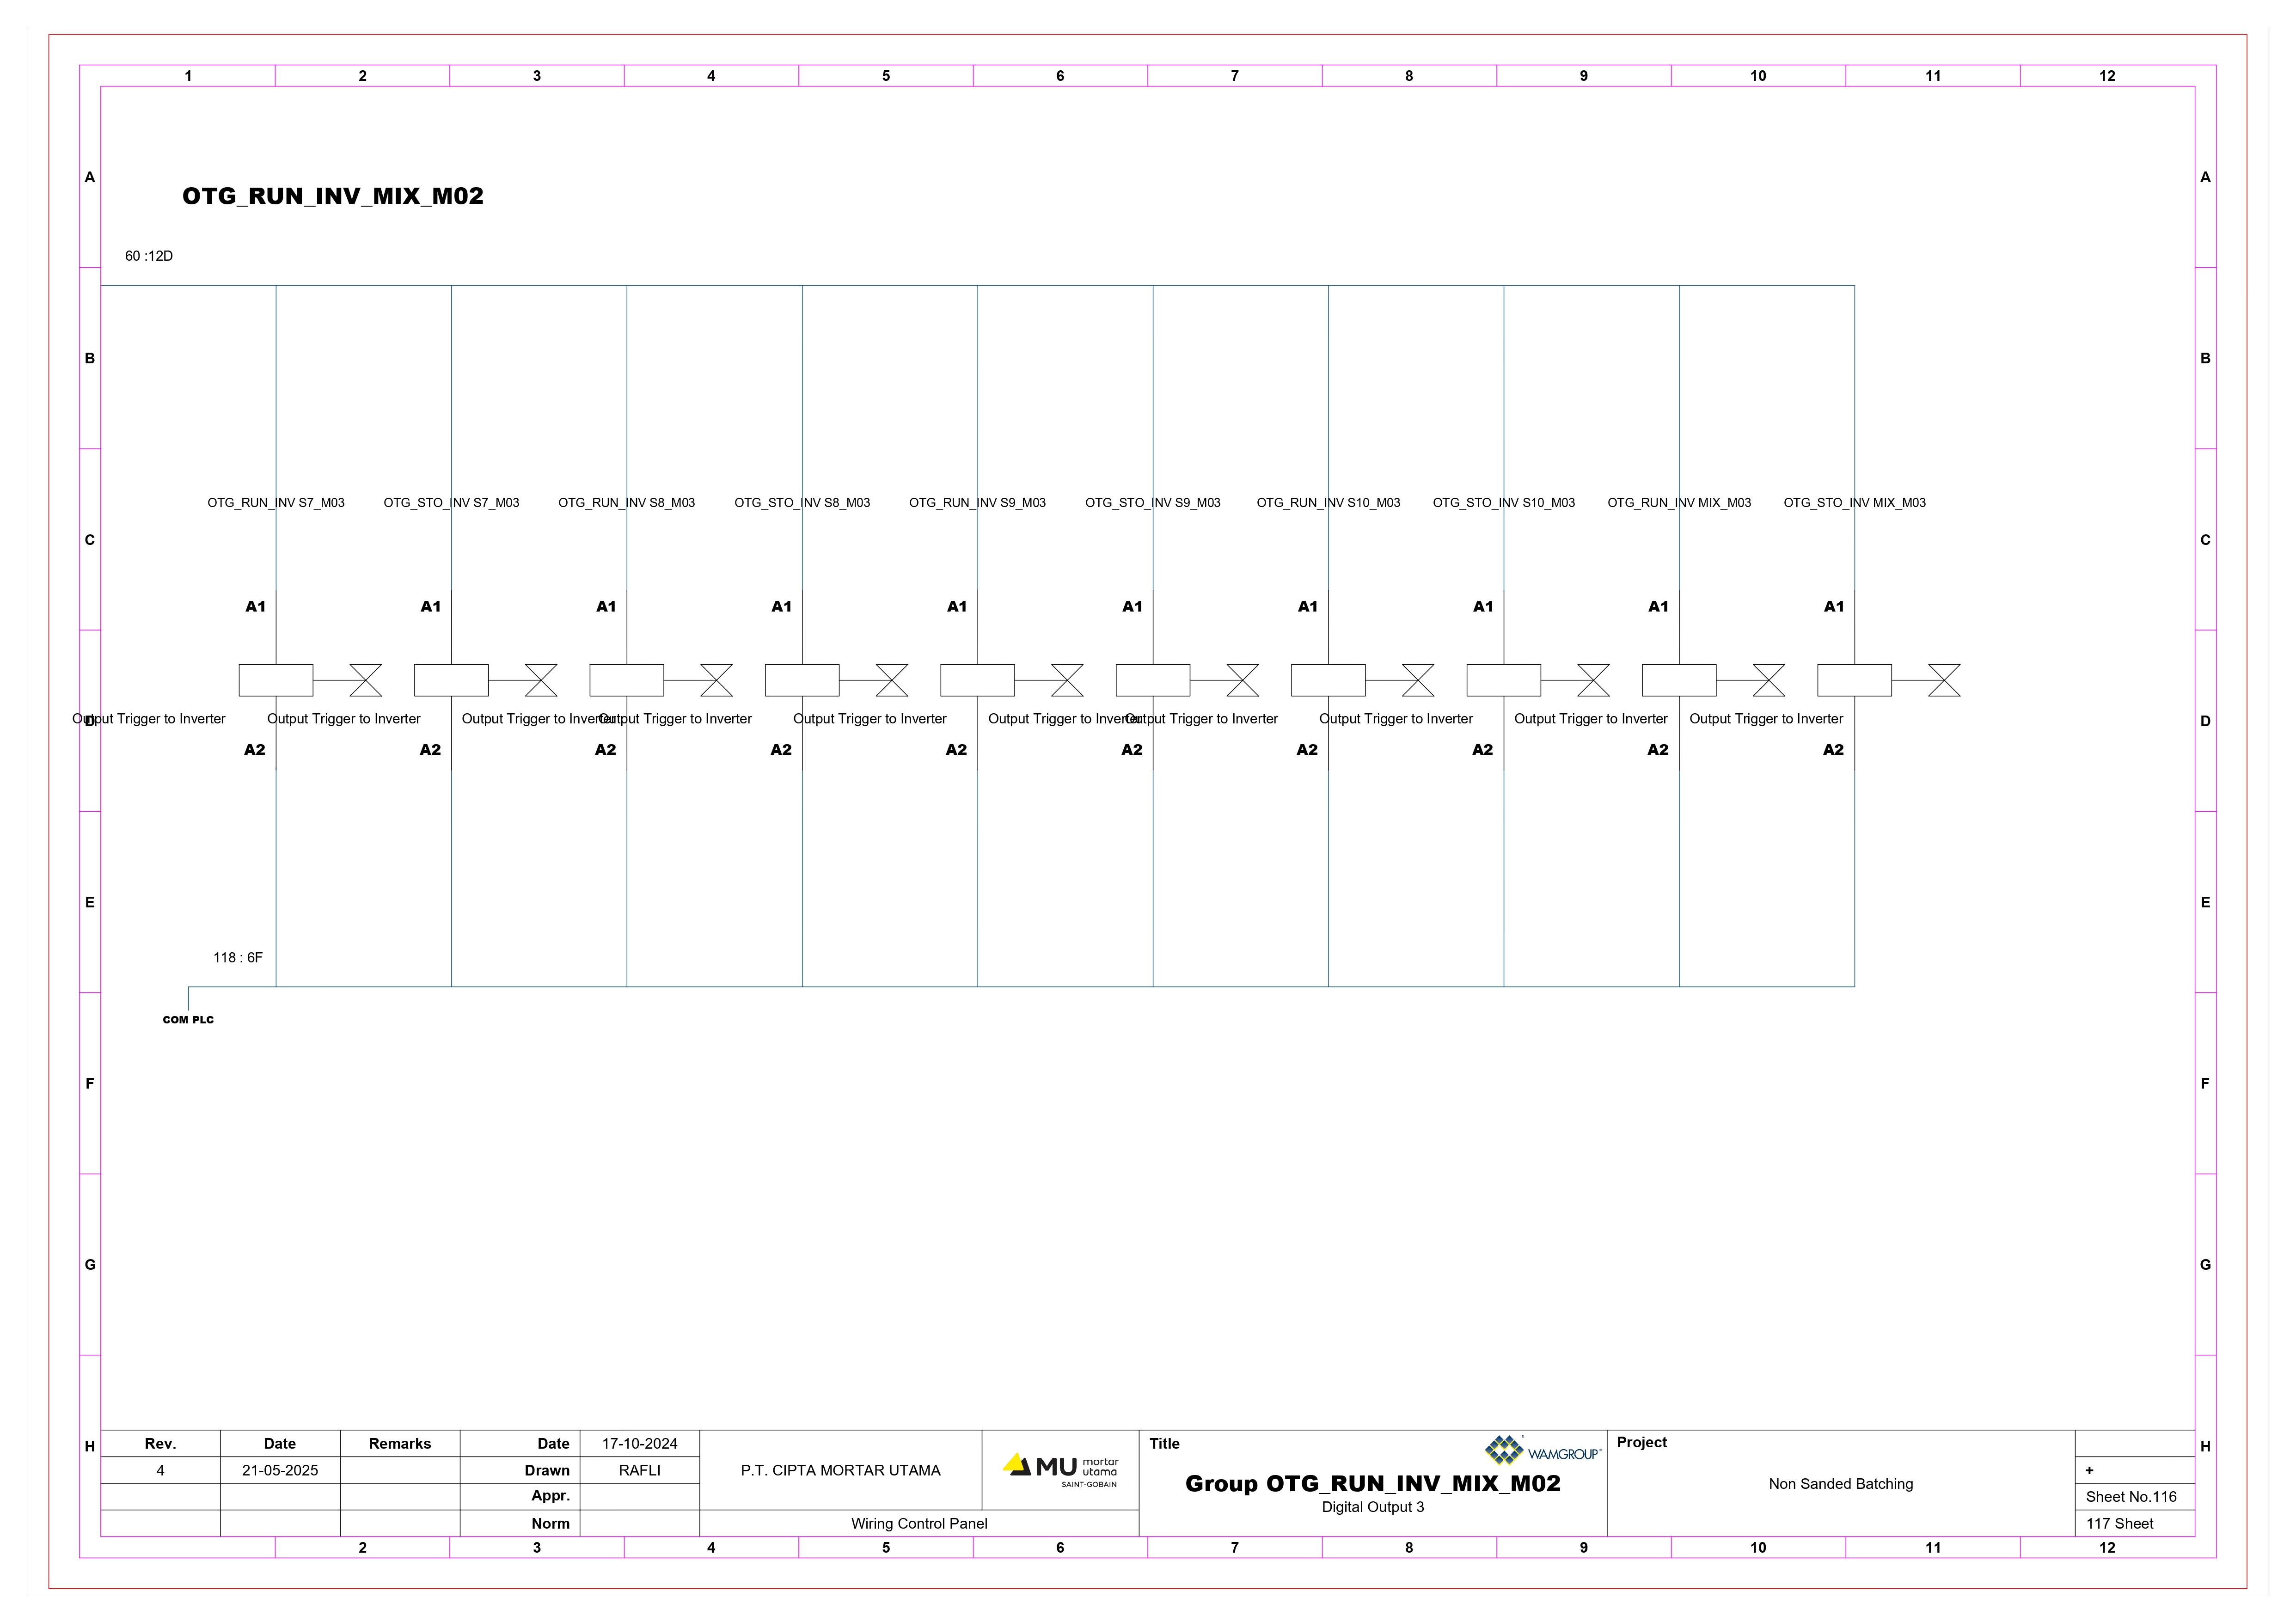 1 2 3 4 5 6 7 8 9 10 11 12
A A
OTG_RUN_INV_MIX_M02
60 :12D
B B
OTG_RUN_INV S7_M03 OTG_STO_INV S7_M03 OTG_RUN_INV S8_M03 OTG_STO_INV S8_M03 OTG_RUN_INV S9_M03 OTG_STO_INV S9_M03 OTG_RUN_INV S10_M03 OTG_STO_INV S10_M03 OTG_RUN_INV MIX_M03 OTG_STO_INV MIX_M03
C C
A1 A1 A1 A1 A1 A1 A1 A1 A1 A1
Output Trigger to Inverter Output Trigger to Inverter Output Trigger to Inverter Output Trigger to Inverter Output Trigger to Inverter Output Trigger to Inverter Output Trigger to Inverter Output Trigger to Inverter Output Trigger to Inverter Output Trigger to Inverter
D D
A2 A2 A2 A2 A2 A2 A2 A2 A2 A2
E E
118 : 6F
COM PLC
F F
G G
H H
Rev. Date Remarks Date 17-10-2024
4 21-05-2025 Drawn RAFLI
Appr.
Norm
P.T. CIPTA MORTAR UTAMA
MU mortar utama
SAINT-GOBAIN
Wiring Control Panel
Title
WAMGROUP
Group OTG_RUN_INV_MIX_M02
Digital Output 3
Project
Non Sanded Batching
+
Sheet No.116
117 Sheet
2 3 4 5 6 7 8 9 10 11 12